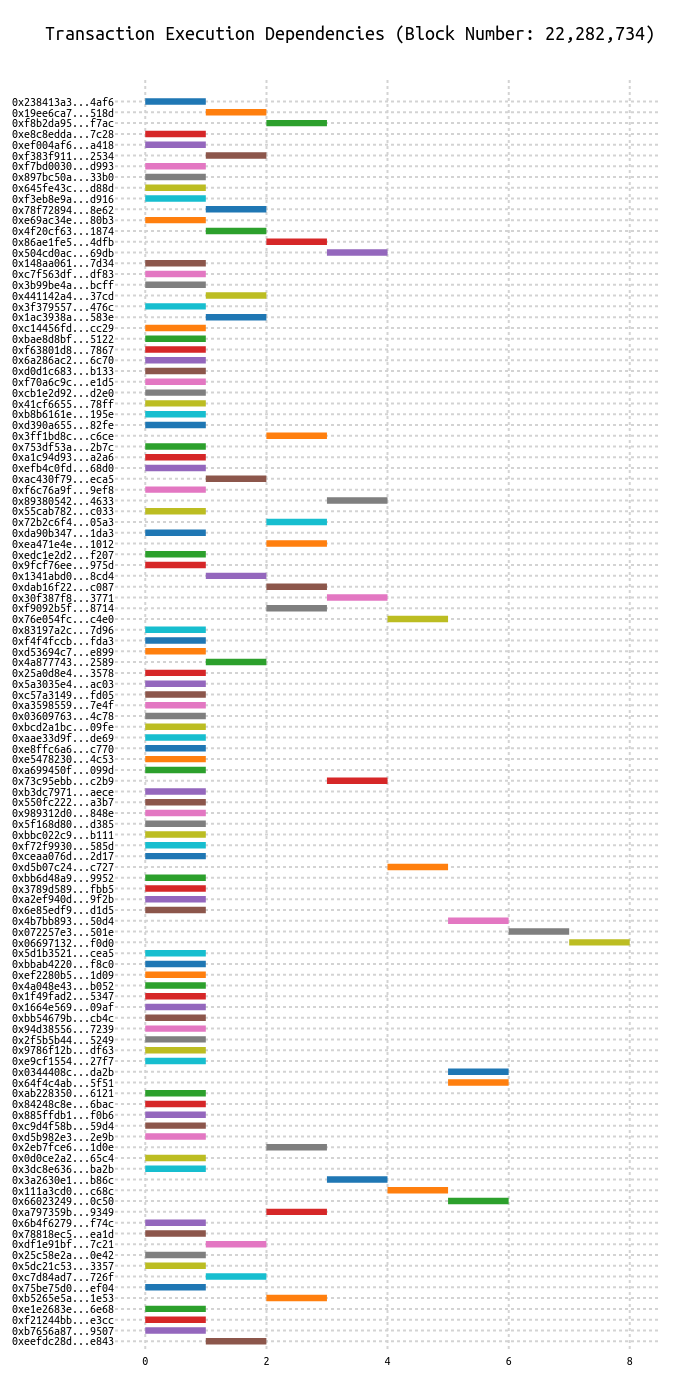 Transaction Execution Dependencies (Block Number: 22,282,734)
0x238413a3...4af6
0x19ee6ca7...518d
0xf8b2da95...f7ac
0xe8c8edda...7c28
0xef004af6...a418
0xf383f911...2534
0xf7bd0030...d993
0x897bc50a...33b0
0x645fe43c...d88d
0xf3eb8e9a...d916
0x78f72894...8e62
0xe69ac34e...80b3
0x4f20cf63...1874
0x86ae1fe5...4dfb
0x504cd0ac...69db
0x148aa061...7d34
0xc7f563df...df83
0x3b99be4a...bcff
0x441142a4...37cd
0x3f379557...476c
0x1ac3938a...583e
0xc14456fd...cc29
0xbae8d8bf...5122
0xf63801d8...7867
0x6a286ac2...6c70
0xd0d1c683...b133
0xf70a6c9c...e1d5
0xcb1e2d92...d2e0
0x41cf6655...78ff
0xb8b6161e...195e
0xd390a655...82fe
0x3ff1bd8c...c6ce
0x753df53a...2b7c
0xa1c94d93...a2a6
0xefb4c0fd...68d0
0xac430f79...eca5
0xf6c76a9f...9ef8
0x89380542...4633
0x55cab782...c033
0x72b2c6f4...05a3
0xda90b347...1da3
0xea471e4e...1012
0xedc1e2d2...f207
0x9fcf76ee...975d
0x1341abd0...8cd4
0xdab16f22...c087
0x30f387f8...3771
0xf9092b5f...8714
0x76e054fc...c4e0
0x83197a2c...7d96
0xf4f4fccb...fda3
0xd53694c7...e899
0x4a877743...2589
0x25a0d8e4...3578
0x5a3035e4...ac03
0xc57a3149...fd05
0xa3598559...7e4f
0x03609763...4c78
0xbcd2a1bc...09fe
0xaae33d9f...de69
0xe8ffc6a6...c770
0xe5478230...4c53
0xa699450f...099d
0x73c95ebb...c2b9
0xb3dc7971...aece
0x550fc222...a3b7
0x989312d0...848e
0x5f168d80...d385
0xbbc022c9...b111
0xf72f9930...585d
0xceaa076d...2d17
0xd5b07c24...c727
0xbb6d48a9...9952
0x3789d589...fbb5
0xa2ef940d...9f2b
0x6e85edf9...d1d5
0x4b7bb893...50d4
0x072257e3...501e
0x06697132...f0d0
0x5d1b3521...cea5
0xbbab4220...f8c0
0xef2280b5...1d09
0x4a048e43...b052
0x1f49fad2...5347
0x1664e569...09af
0xbb54679b...cb4c
0x94d38556...7239
0x2f5b5b44...5249
0x9786f12b...df63
0xe9cf1554...27f7
0x0344408c...da2b
0x64f4c4ab...5f51
0xab228350...6121
0x84248c8e...6bac
0x885ffdb1...f0b6
0xc9d4f58b...59d4
0xd5b982e3...2e9b
0x2eb7fce6...1d0e
0x0d0ce2a2...65c4
0x3dc8e636...ba2b
0x3a2630e1...b86c
0x111a3cd0...c68c
0x66023249...0c50
0xa797359b...9349
0x6b4f6279...f74c
0x78818ec5...ea1d
0xdf1e91bf...7c21
0x25c58e2a...0e42
0x5dc21c53...3357
0xc7d84ad7...726f
0x75be75d0...ef04
0xb5265e5a...1e53
0xe1e2683e...6e68
0xf21244bb...e3cc
0xb7656a87...9507
0xeefdc28d...e843
0 2 4 6 8